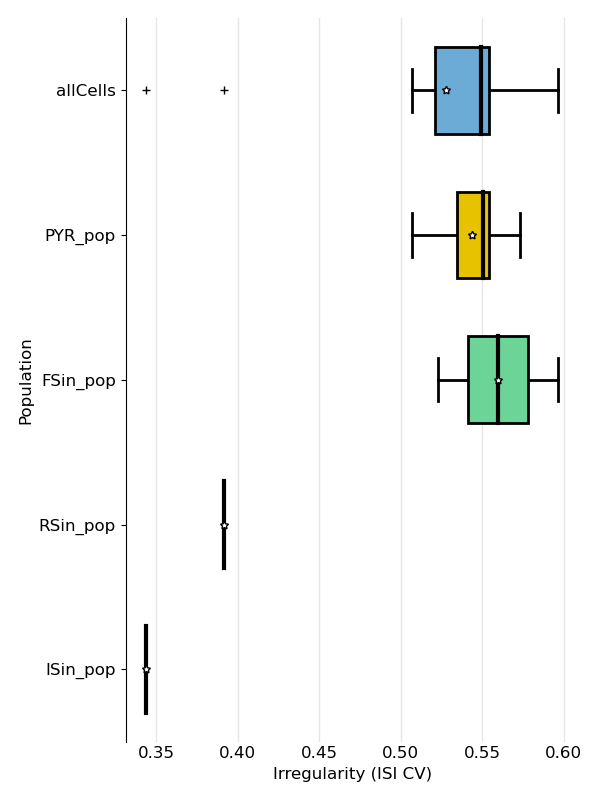 allCells
PYR_pop
FSin_pop
RSin_pop
ISin_pop
Population
0.35 0.40 0.45 0.50 0.55 0.60
Irregularity (ISI CV)